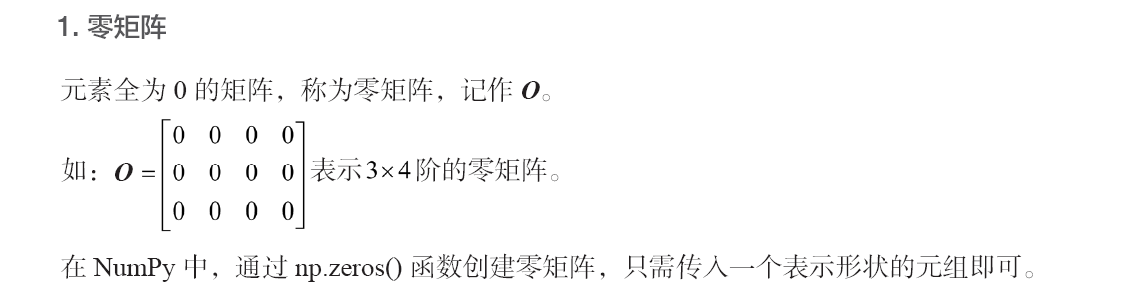 1. 零矩阵
元素全为 0 的矩阵，称为零矩阵，记作 O。
如：O = [0 0 0 0
0 0 0 0
0 0 0 0] 表示 3×4 阶的零矩阵。
在 NumPy 中，通过 np.zeros() 函数创建零矩阵，只需传入一个表示形状的元组即可。